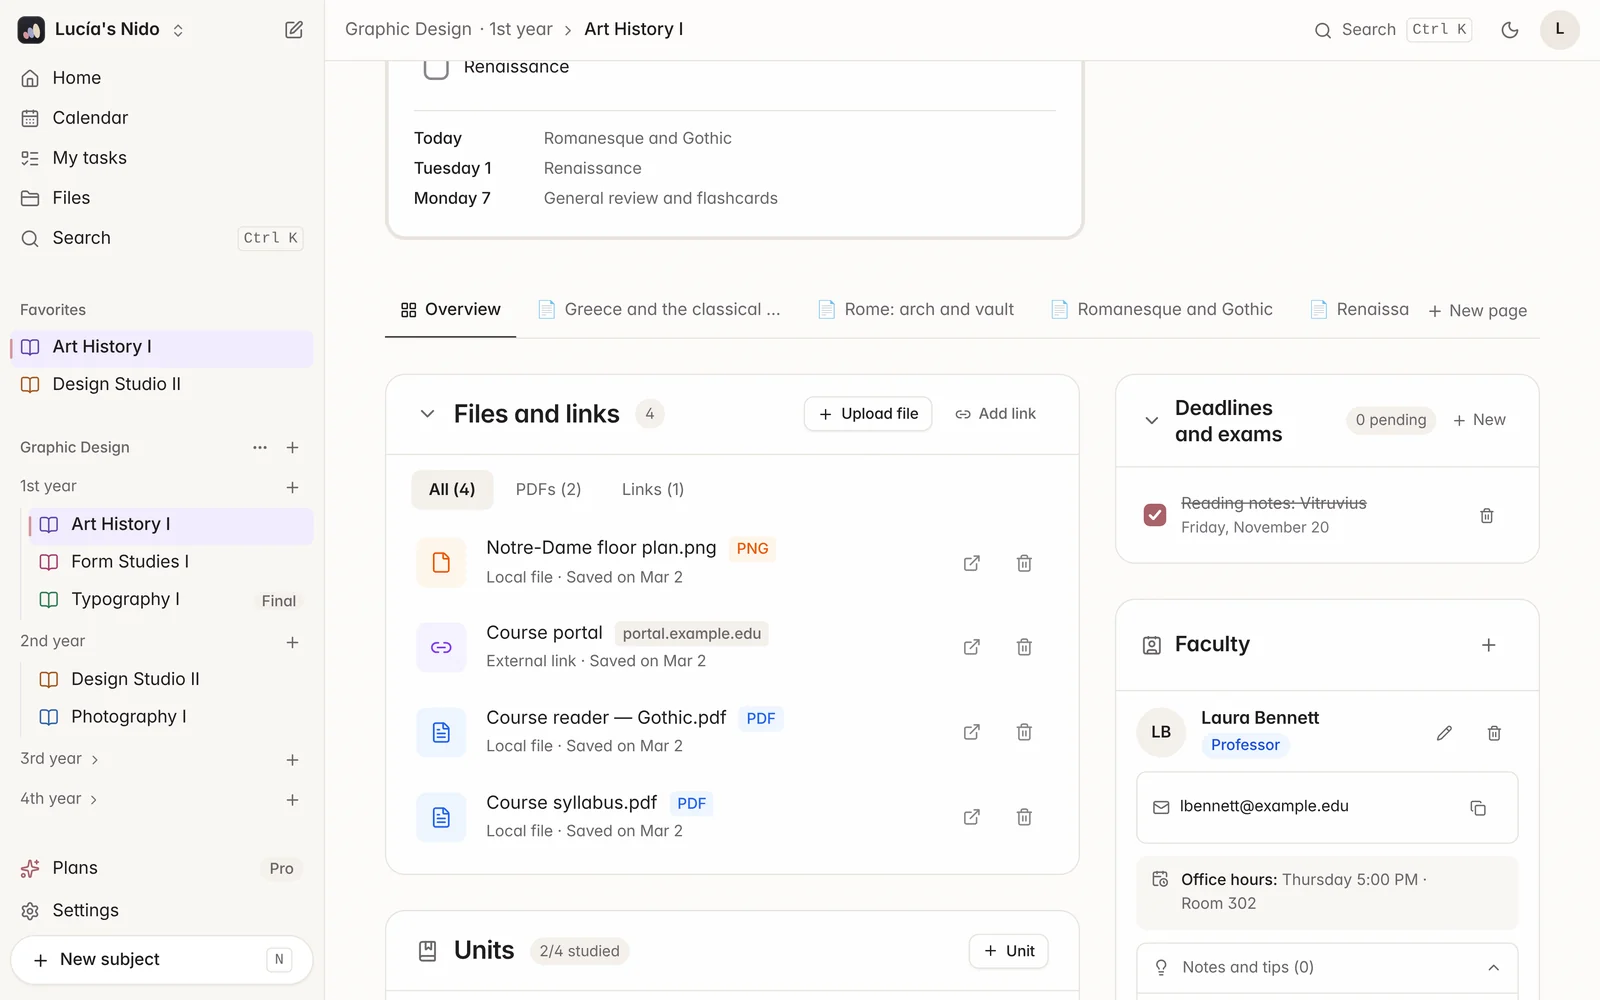 Lucía's Nido
Home
Calendar
My tasks
Files
Search Ctrl K
Favorites
Art History I
Design Studio II
Graphic Design
1st year
Art History I
Form Studies I
Typography I Final
2nd year
Design Studio II
Photography I
3rd year
4th year
Plans Pro
Settings
New subject N
Graphic Design · 1st year › Art History I
Search Ctrl K
L
Renaissance
Today Romanesque and Gothic
Tuesday 1 Renaissance
Monday 7 General review and flashcards
Overview Greece and the classical ... Rome: arch and vault Romanesque and Gothic Renaissa + New page
Files and links 4 + Upload file Add link
All (4) PDFs (2) Links (1)
Notre-Dame floor plan.png PNG
Local file · Saved on Mar 2
Course portal portal.example.edu
External link · Saved on Mar 2
Course reader — Gothic.pdf PDF
Local file · Saved on Mar 2
Course syllabus.pdf PDF
Local file · Saved on Mar 2
Units 2/4 studied + Unit
Deadlines
and exams
0 pending + New
Reading notes: Vitruvius
Friday, November 20
Faculty
LB Laura Bennett
Professor
lbennett@example.edu
Office hours: Thursday 5:00 PM ·
Room 302
Notes and tips (0)